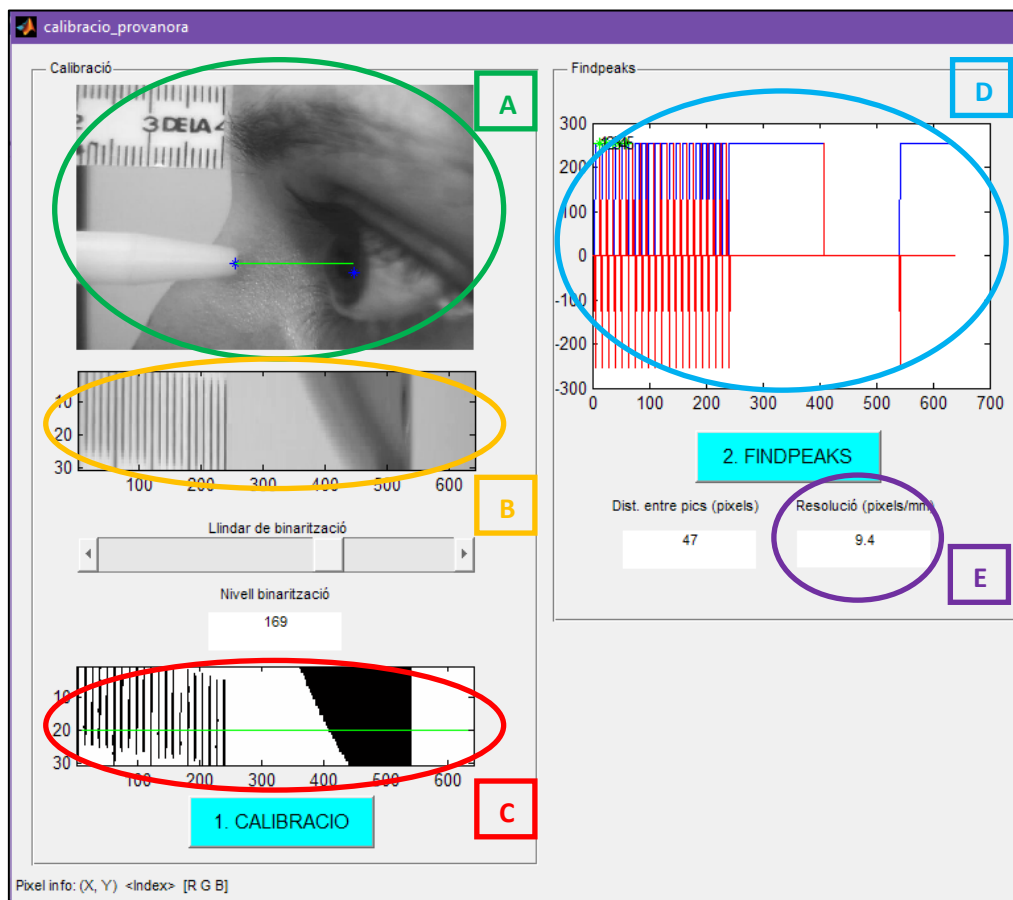 calibracio_provanora
Calibració
A
3 DE LA 4
10
20
30
100 200 300 400 500 600
B
Llindar de binarització
Nivell binarització
169
10
20
30
100 200 300 400 500 600
C
1. CALIBRACIO
Pixel info: (X, Y) <Index> [R G B]
Findpeaks
D
300
200
100
0
-100
-200
-300
0 100 200 300 400 500 600 700
2. FINDPEAKS
Dist. entre pics (pixels) Resolució (pixels/mm)
47 9.4
E